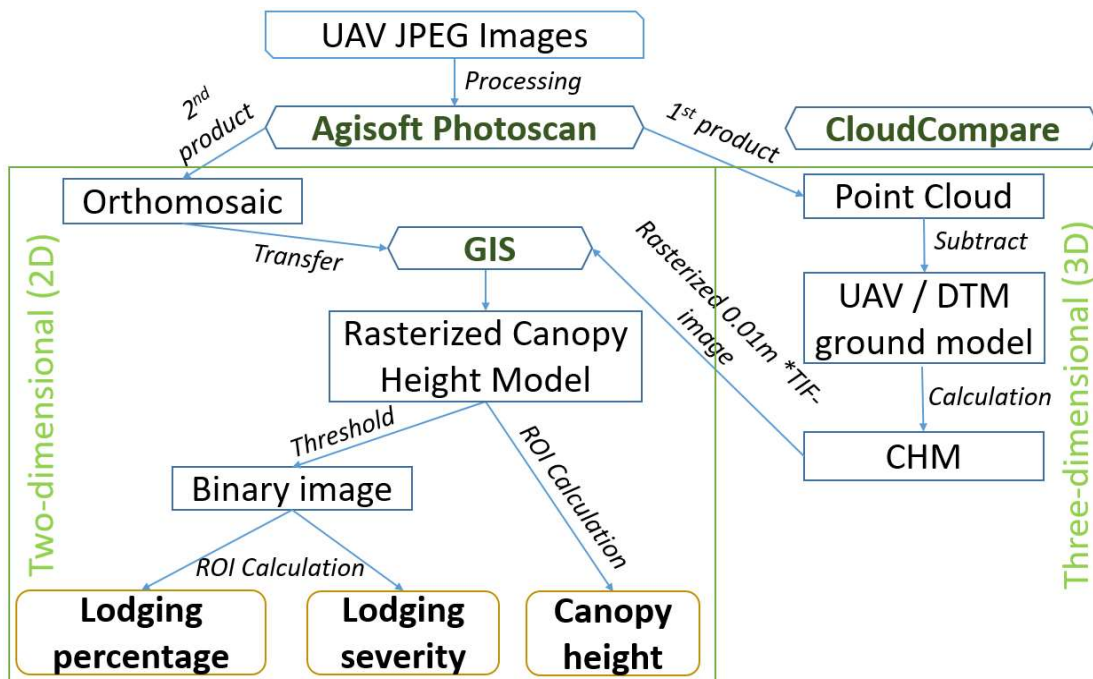 UAV JPEG Images
Processing
2nd
product
Agisoft Photoscan
1st product
CloudCompare
Orthomosaic
Point Cloud
Transfer
GIS
Subtract
Rasterized 0.01m *TIF-
image
UAV / DTM
ground model
Rasterized Canopy
Height Model
Calculation
Threshold
ROI Calculation
CHM
Binary image
ROI Calculation
Lodging
percentage
Lodging
severity
Canopy
height
Two-dimensional (2D)
Three-dimensional (3D)